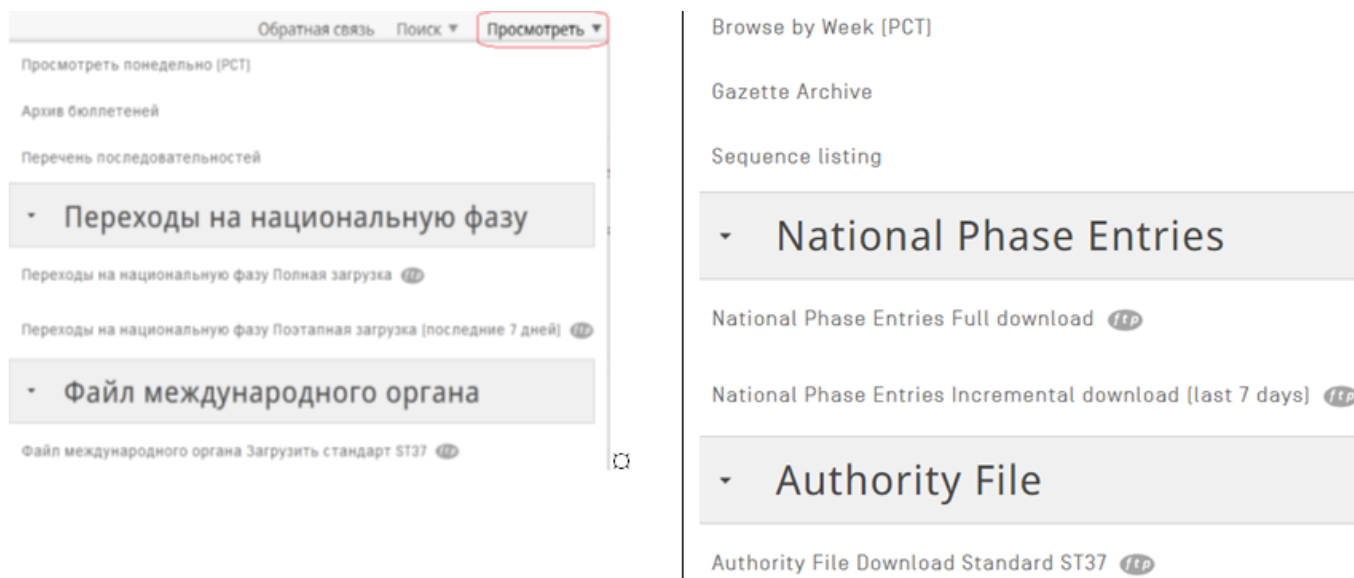 Обратная связь Поиск ▼ Просмотреть ▼
Просмотреть понедельно (PCT)
Архив бюллетеней
Перечень последовательностей
Переходы на национальную фазу
Переходы на национальную фазу Полная загрузка ftp
Переходы на национальную фазу Поэтапная загрузка (последние 7 дней) ftp
Файл международного органа
Файл международного органа Загрузить стандарт ST37 ftp
Browse by Week (PCT)
Gazette Archive
Sequence listing
National Phase Entries
National Phase Entries Full download ftp
National Phase Entries Incremental download (last 7 days) ftp
Authority File
Authority File Download Standard ST37 ftp